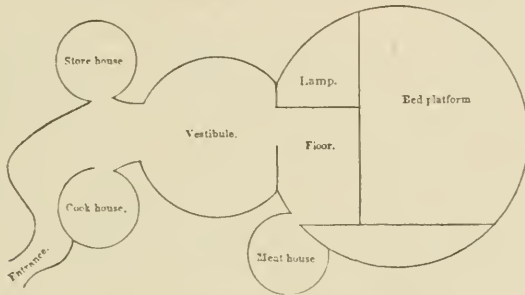 Store house
Lamp.
Bed platform
Vestibule.
Floor.
Cook house.
Meat house
Entrance.